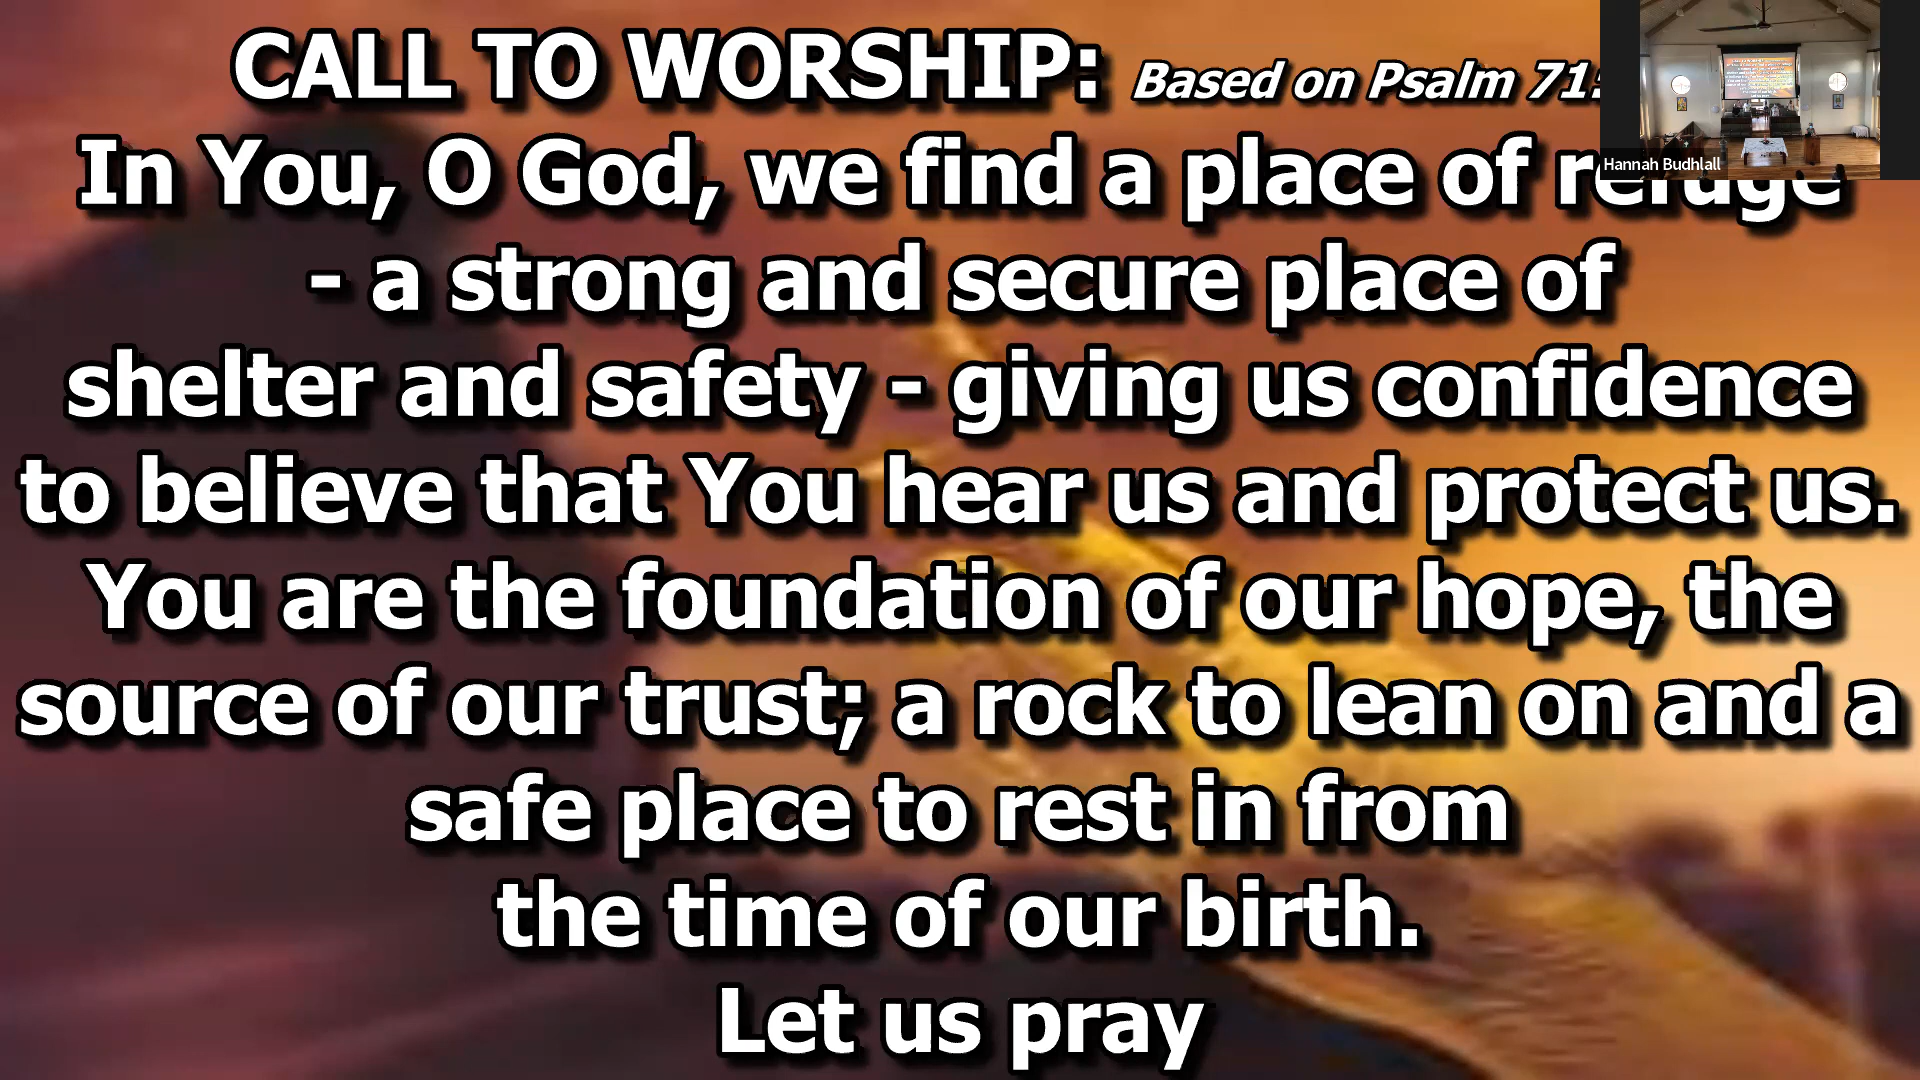 CALL TO WORSHIP: Based on Psalm 71:
In You, O God, we find a place of refuge
- a strong and secure place of
shelter and safety - giving us confidence
to believe that You hear us and protect us.
You are the foundation of our hope, the
source of our trust; a rock to lean on and a
safe place to rest in from
the time of our birth.
Let us pray
Hannah Budhlall